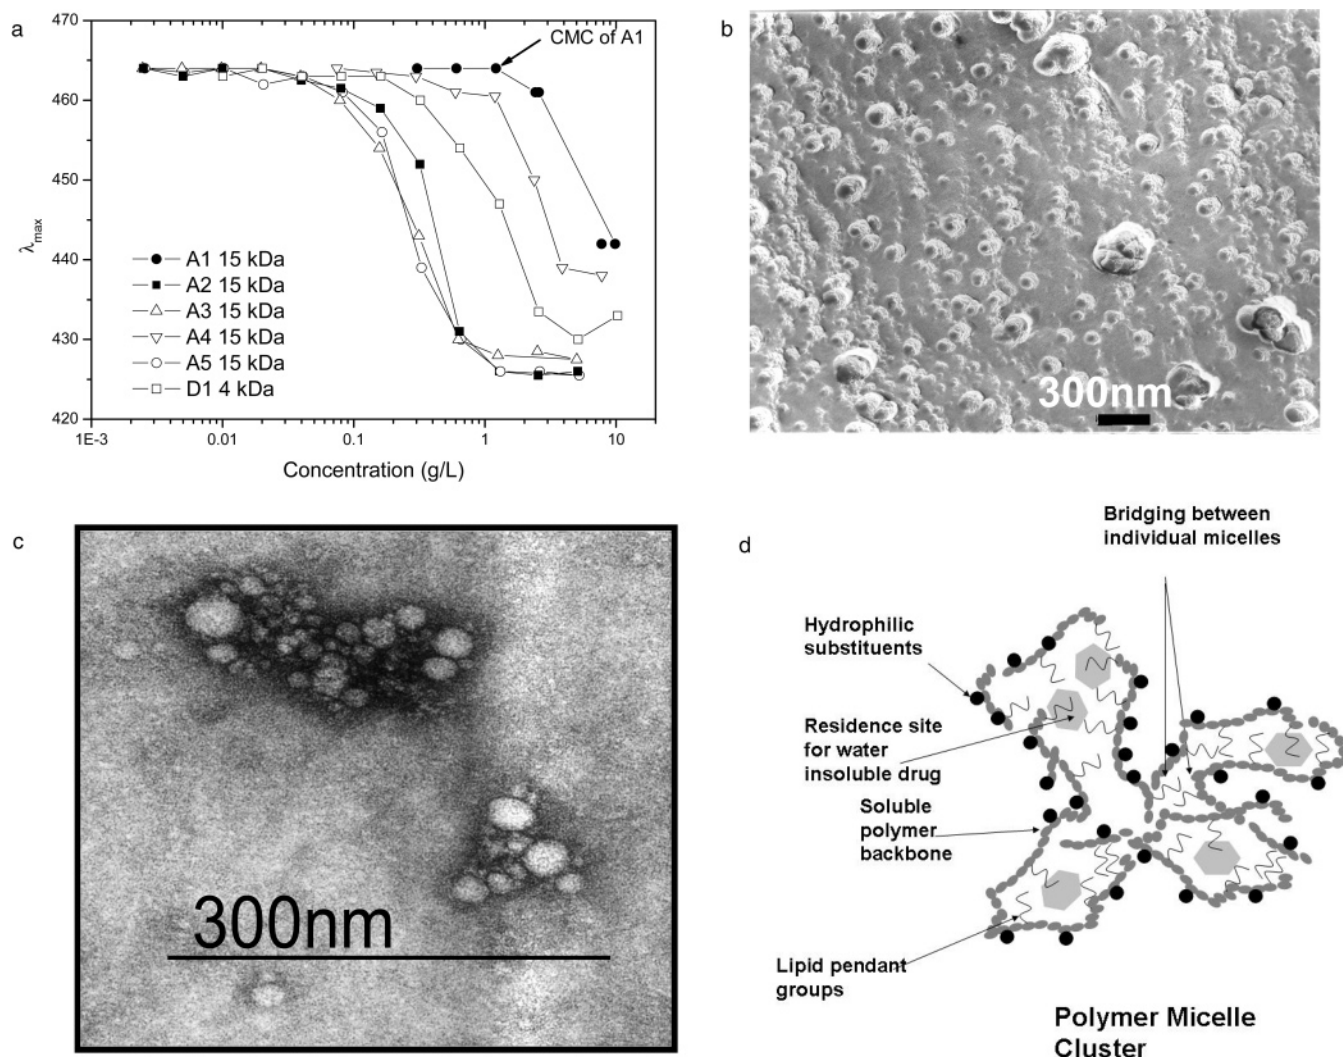 a
470
460
450
440
430
420
λmax
CMC of A1
A1 15 kDa
A2 15 kDa
A3 15 kDa
A4 15 kDa
A5 15 kDa
D1 4 kDa
1E-3
0.01
0.1
1
10
Concentration (g/L)
b
300nm
c
300nm
d
Bridging between
individual micelles
Hydrophilic
substituents
Residence site
for water
insoluble drug
Soluble
polymer
backbone
Lipid pendant
groups
Polymer Micelle
Cluster